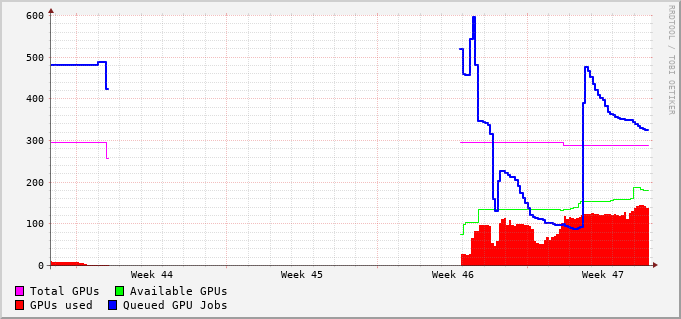 600
500
400
300
200
100
0
Week 44 Week 45 Week 46 Week 47
Total GPUs Available GPUs
GPUs used Queued GPU Jobs
RRDTOOL / TOBI OETIKER